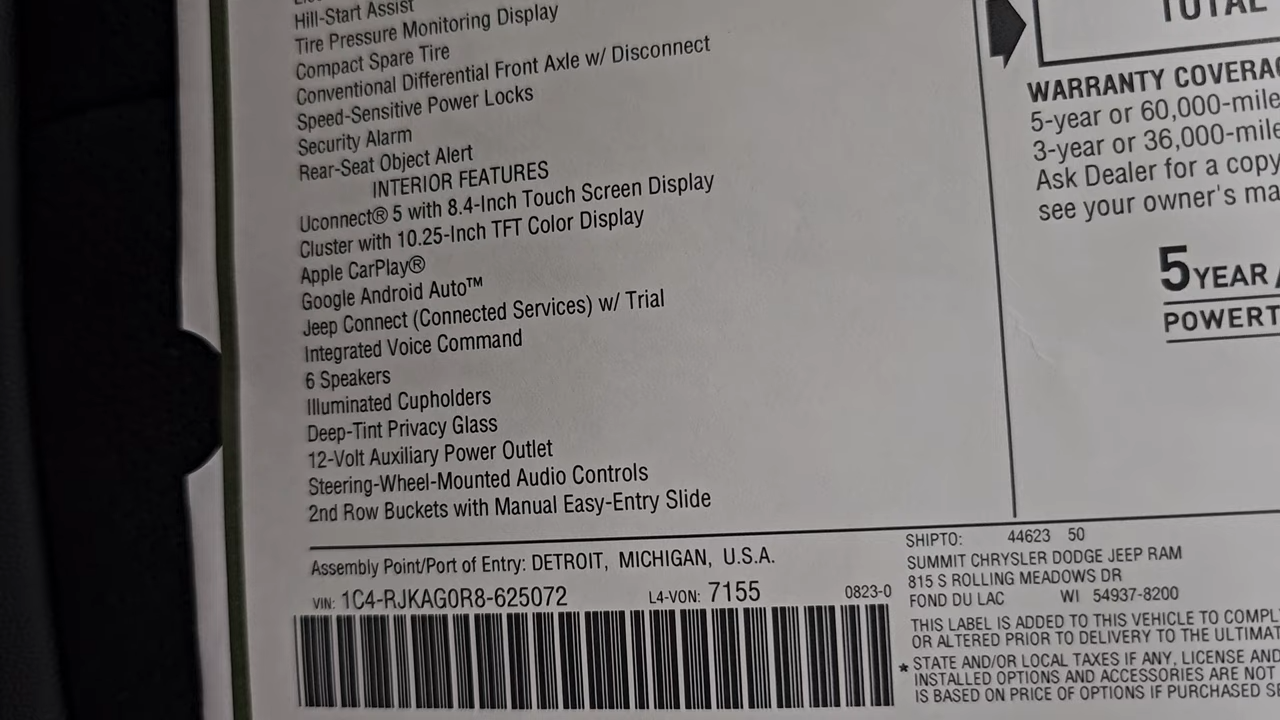 Hill-Start Assist
Tire Pressure Monitoring Display
Compact Spare Tire
Conventional Differential Front Axle w/ Disconnect
Speed-Sensitive Power Locks
Security Alarm
Rear-Seat Object Alert
INTERIOR FEATURES
Uconnect® 5 with 8.4-Inch Touch Screen Display
Cluster with 10.25-Inch TFT Color Display
Apple CarPlay®
Google Android Auto™
Jeep Connect (Connected Services) w/ Trial
Integrated Voice Command
6 Speakers
Illuminated Cupholders
Deep-Tint Privacy Glass
12-Volt Auxiliary Power Outlet
Steering-Wheel-Mounted Audio Controls
2nd Row Buckets with Manual Easy-Entry Slide
TOTAL
WARRANTY COVERAG
5-year or 60,000-mile
3-year or 36,000-mile
Ask Dealer for a copy
see your owner's ma
5 YEAR
POWERT
Assembly Point/Port of Entry: DETROIT, MICHIGAN, U.S.A.
VIN: 1C4-RJKAG0R8-625072 L4-VON: 7155 0823-0
SHIPTO: 44623 50
SUMMIT CHRYSLER DODGE JEEP RAM
815 S ROLLING MEADOWS DR
FOND DU LAC WI 54937-8200
THIS LABEL IS ADDED TO THIS VEHICLE TO COMPL
OR ALTERED PRIOR TO DELIVERY TO THE ULTIMAT
* STATE AND/OR LOCAL TAXES IF ANY, LICENSE AND
INSTALLED OPTIONS AND ACCESSORIES ARE NOT
IS BASED ON PRICE OF OPTIONS IF PURCHASED SE